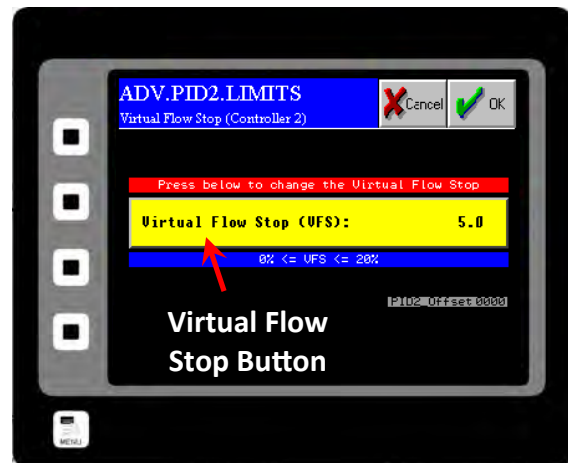 ADV.PID2.LIMITS
Virtual Flow Stop (Controller 2)
Cancel
OK
Press below to change the Virtual Flow Stop
Virtual Flow Stop (VFS): 5.0
0% <= VFS <= 20%
PID2_Offset 0000
Virtual Flow
Stop Button
MENU